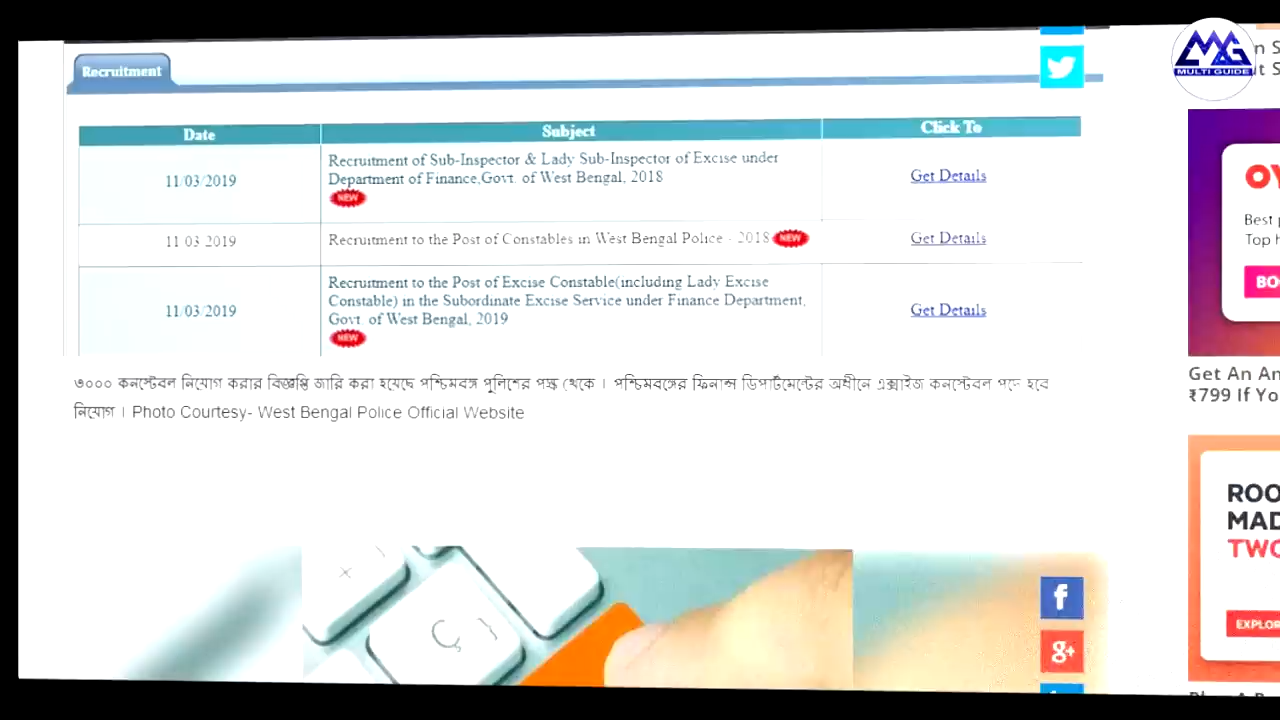 Recruitment
Date Subject Click To
11/03/2019
Recruitment of Sub-Inspector & Lady Sub-Inspector of Excise under
Department of Finance,Govt. of West Bengal, 2018
NEW
Get Details
11/03/2019
Recruitment to the Post of Constables in West Bengal Police - 2018 NEW
Get Details
11/03/2019
Recruitment to the Post of Excise Constable(including Lady Excise
Constable) in the Subordinate Excise Service under Finance Department,
Govt. of West Bengal, 2019
NEW
Get Details
৩০০০ কনস্টেবল নিয়োগ করার বিজ্ঞপ্তি জারি করা হয়েছে পশ্চিমবঙ্গ পুলিশের পক্ষ থেকে । পশ্চিমবঙ্গের ফিনান্স ডিপার্টমেন্টের অধীনে এক্সাইজ কনস্টেবল পদে হবে
নিয়োগ । Photo Courtesy- West Bengal Police Official Website
Ç
f
g+
MG
MULTI GUIDE
n S
t S
OY
Best
Top h
BO
Get An An
₹799 If Yo
ROO
MAD
TWO
EXPLOR